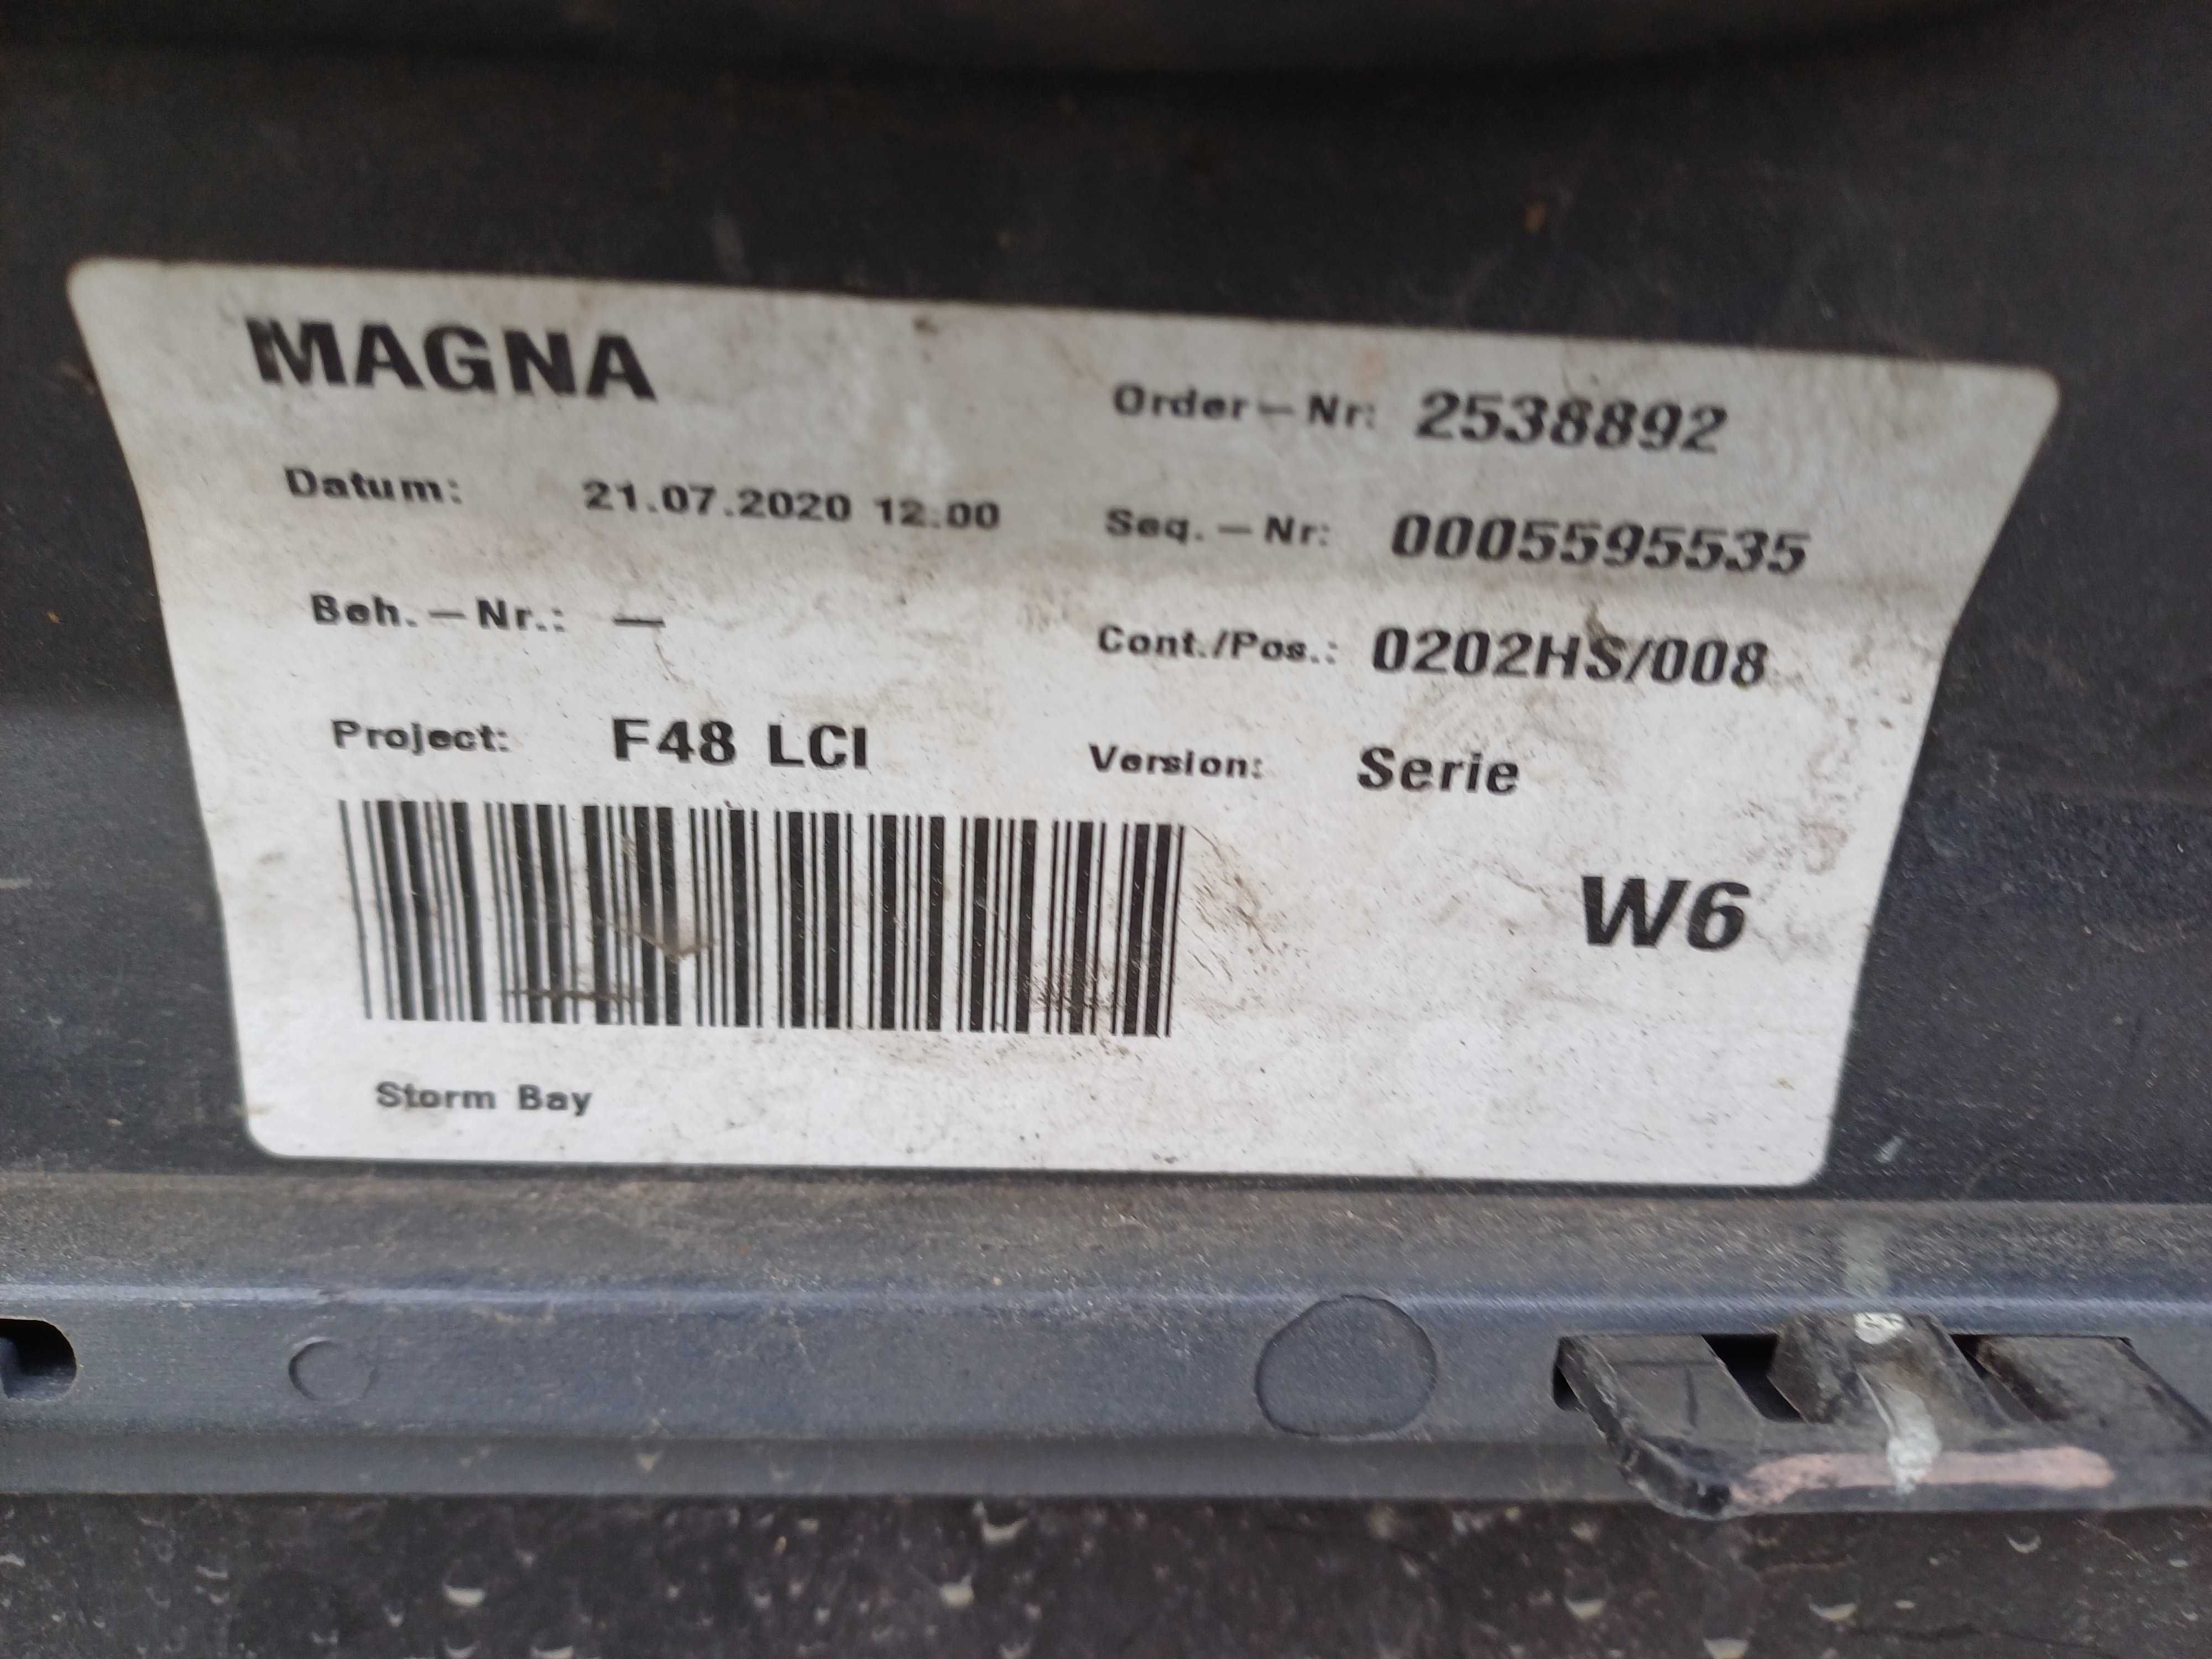 MAGNA
Order-Nr: 2538892
Datum: 21.07.2020 12:00
Seq.-Nr: 0005595535
Beh.-Nr.: -
Cont./Pos.: 0202HS/008
Project: F48 LCI
Version: Serie
W6
Storm Bay